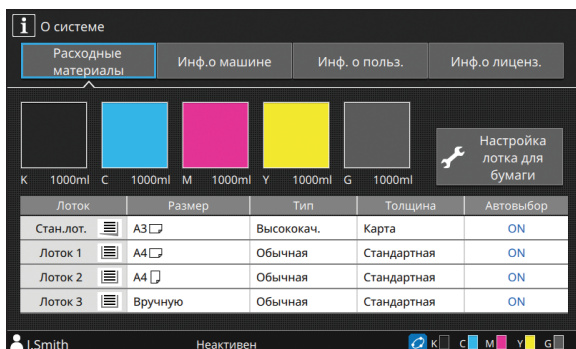 i О системе
Расходные
материалы
Инф.о машине
Инф. о польз.
Инф.о лиценз.
K 1000ml C 1000ml M 1000ml Y 1000ml G 1000ml
Настройка
лотка для
бумаги
Лоток Размер Тип Толщина Автовыбор
Стан.лот. A3 Высококач. Карта ON
Лоток 1 A4 Обычная Стандартная ON
Лоток 2 A4 Обычная Стандартная ON
Лоток 3 Вручную Обычная Стандартная ON
J.Smith Неактивен K C M Y G